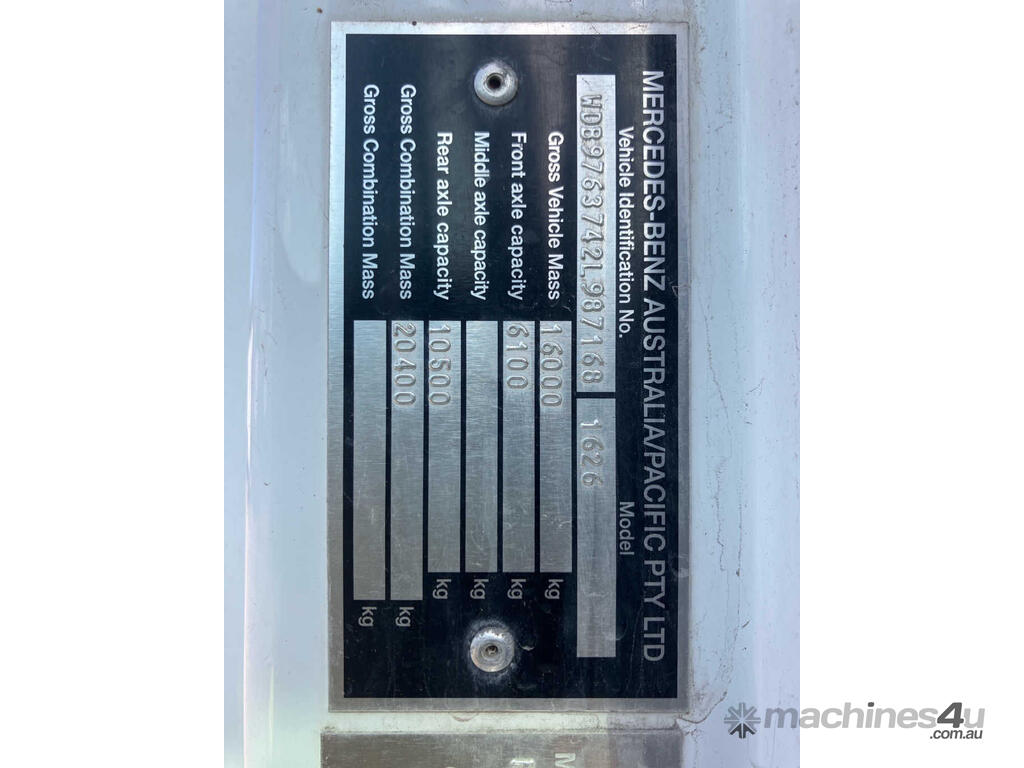 MERCEDES-BENZ AUSTRALIA/PACIFIC PTY LTD
Vehicle Identification No. Model
WDB9763742L987168 1626
Gross Vehicle Mass 16000 kg
Front axle capacity 6100 kg
Middle axle capacity kg
Rear axle capacity 10500 kg
Gross Combination Mass 20400 kg
Gross Combination Mass kg
machines4u
.com.au